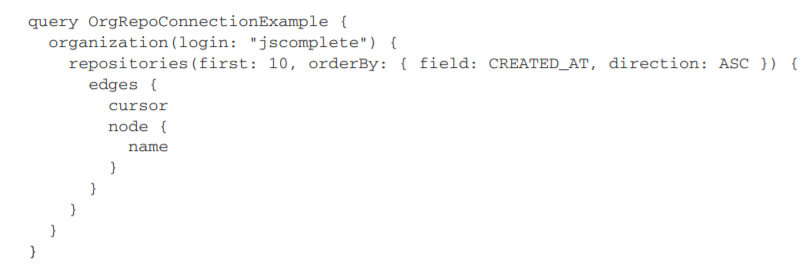 query OrgRepoConnectionExample {
  organization(login: "jscomplete") {
    repositories(first: 10, orderBy: { field: CREATED_AT, direction: ASC }) {
      edges {
        cursor
        node {
          name
        }
      }
    }
  }
}